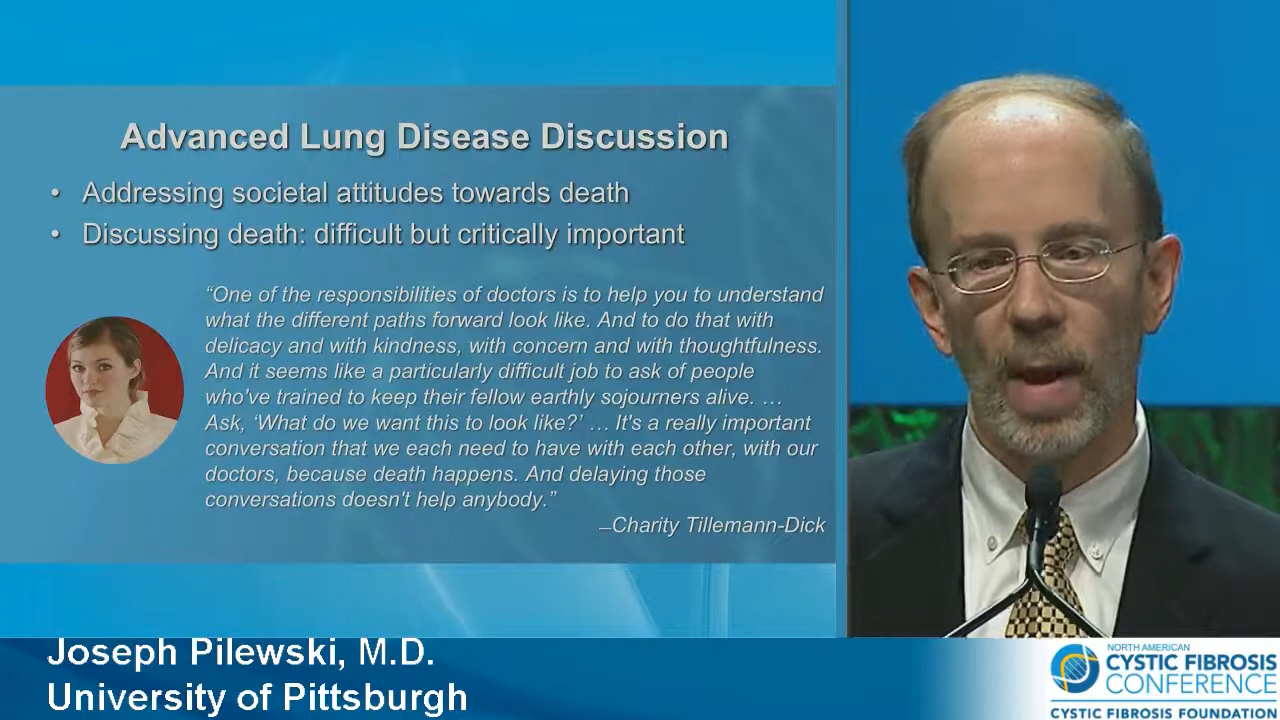 Advanced Lung Disease Discussion
• Addressing societal attitudes towards death
• Discussing death: difficult but critically important
“One of the responsibilities of doctors is to help you to understand
what the different paths forward look like. And to do that with
delicacy and with kindness, with concern and with thoughtfulness.
And it seems like a particularly difficult job to ask of people
who've trained to keep their fellow earthly sojourners alive. …
Ask, ‘What do we want this to look like?’ … It's a really important
conversation that we each need to have with each other, with our
doctors, because death happens. And delaying those
conversations doesn't help anybody.”
—Charity Tillemann-Dick
Joseph Pilewski, M.D.
University of Pittsburgh
NORTH AMERICAN
CYSTIC FIBROSIS
CONFERENCE
CYSTIC FIBROSIS FOUNDATION